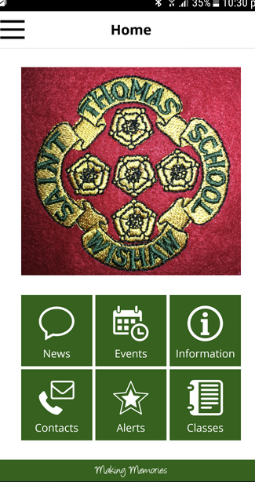 35% 10:30 p
Home
SAINT THOMAS SCHOOL
WISHAW
News Events Information
Contacts Alerts Classes
Making Memories